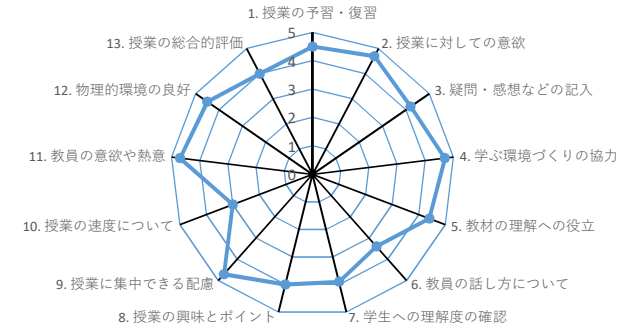 1. 授業の予習・復習
2. 授業に対しての意欲
3. 疑問・感想などの記入
4. 学ぶ環境づくりの協力
5. 教材の理解への役立
6. 教員の話し方について
7. 学生への理解度の確認
8. 授業の興味とポイント
9. 授業に集中できる配慮
10. 授業の速度について
11. 教員の意欲や熱意
12. 物理的環境の良好
13. 授業の総合的評価
5
4
3
2
1
0